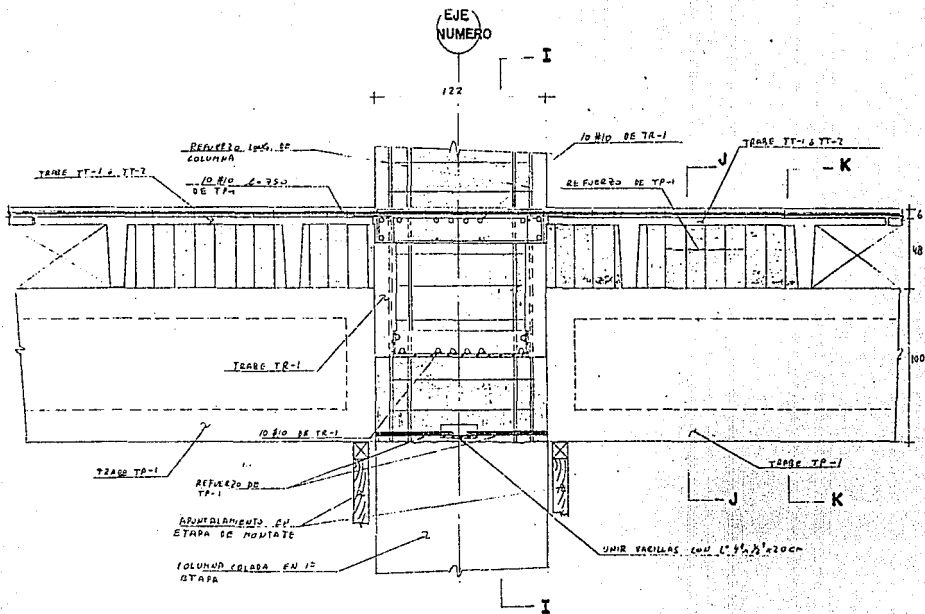 EJE
NUMERO
I
122
REFUERZO LONG. DE
COLUMNA
10 #10 DE TR-1
TRABE TT-1 ó TT-2
J
K
TRABE TT-1 ó TT-2
10 #10 L=750
DE TP-1
REFUERZO DE TP-1
6
48
100
TRABE TR-1
10 #10 DE TR-1
TRABE TP-1
REFUERZO DE
TP-1
TRABE TP-1
J
K
APUNTALAMIENTO EN
ETAPA DE MONTAJE
UNIR VARILLAS CON
COLUMNA COLADA EN 1ª
ETAPA
I